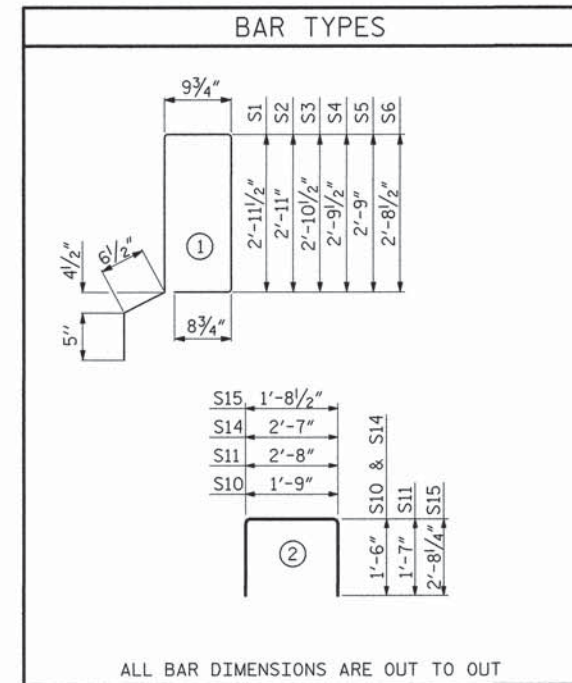 BAR TYPES
9¾"
S1
S2
S3
S4
S5
S6
2'-11½"
2'-11"
2'-10½"
2'-9½"
2'-9"
2'-8½"
1
4½"
6½"
8¾"
5"
S15 1'-8½"
S14 2'-7"
S11 2'-8"
S10 1'-9"
S10 & S14
S11
S15
1'-6"
1'-7"
2'-8¼"
2
ALL BAR DIMENSIONS ARE OUT TO OUT